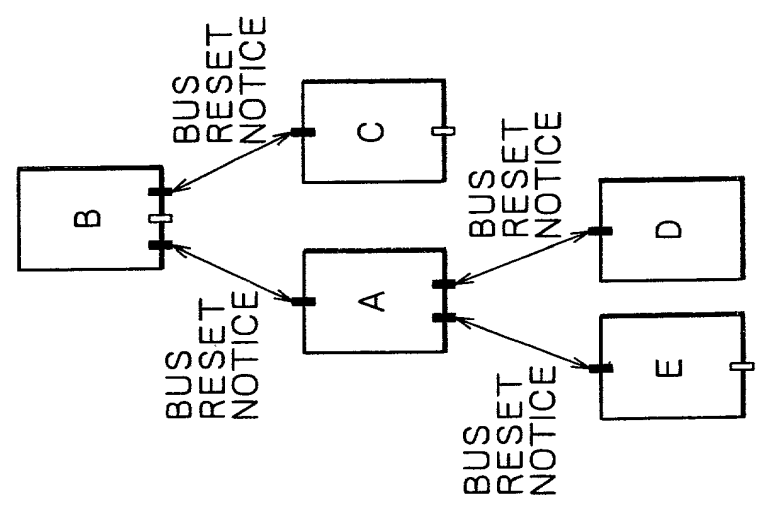 B
BUS
RESET
NOTICE
BUS
RESET
NOTICE
A
C
BUS
RESET
NOTICE
BUS
RESET
NOTICE
E
D